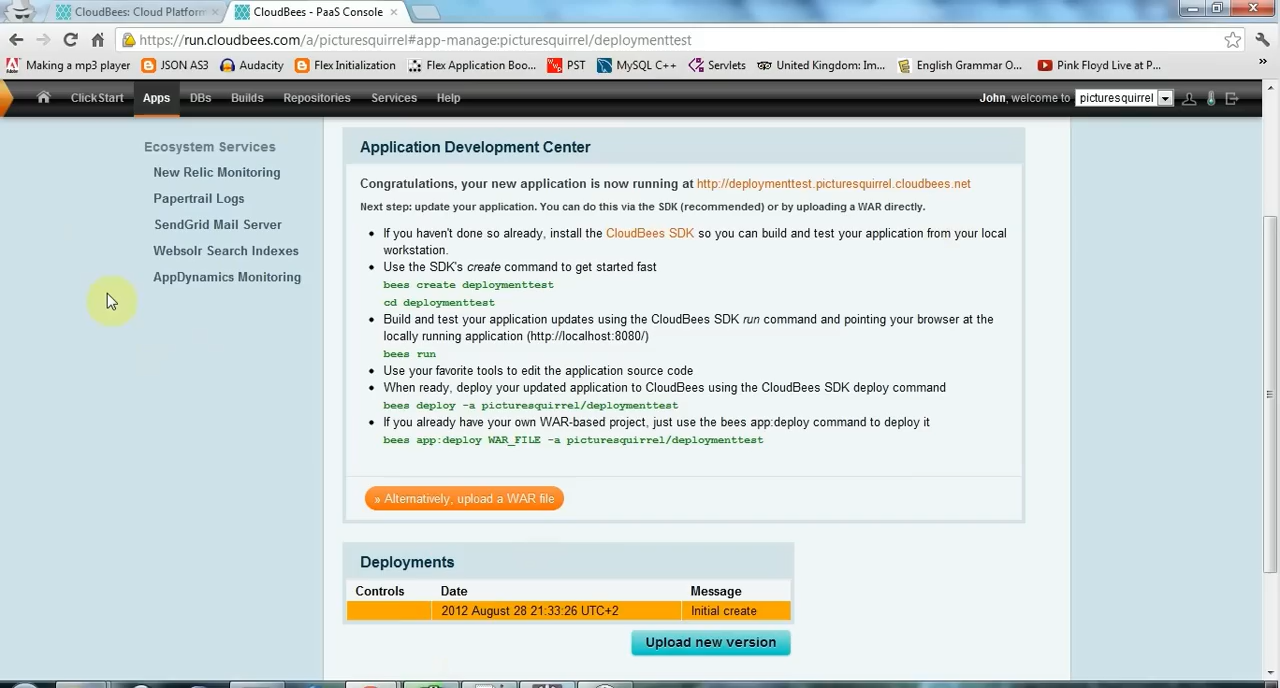 CloudBees: Cloud Platform
CloudBees - PaaS Console
https://run.cloudbees.com/a/picturesquirrel#app-manage:picturesquirrel/deploymenttest
Making a mp3 player
JSON AS3
Audacity
Flex Initialization
Flex Application Boo...
PST
MySQL C++
Servlets
United Kingdom: Im...
English Grammar O...
Pink Floyd Live at P...
ClickStart
Apps
DBs
Builds
Repositories
Services
Help
John, welcome to
picturesquirrel
Ecosystem Services
New Relic Monitoring
Papertrail Logs
SendGrid Mail Server
Websolr Search Indexes
AppDynamics Monitoring
Application Development Center
Congratulations, your new application is now running at http://deploymenttest.picturesquirrel.cloudbees.net
Next step: update your application. You can do this via the SDK (recommended) or by uploading a WAR directly.
If you haven't done so already, install the CloudBees SDK so you can build and test your application from your local
workstation.
Use the SDK's create command to get started fast
bees create deploymenttest
cd deploymenttest
Build and test your application updates using the CloudBees SDK run command and pointing your browser at the
locally running application (http://localhost:8080/)
bees run
Use your favorite tools to edit the application source code
When ready, deploy your updated application to CloudBees using the CloudBees SDK deploy command
bees deploy -a picturesquirrel/deploymenttest
If you already have your own WAR-based project, just use the bees app:deploy command to deploy it
bees app:deploy WAR_FILE -a picturesquirrel/deploymenttest
» Alternatively, upload a WAR file
Deployments
Controls
Date
Message
2012 August 28 21:33:26 UTC+2
Initial create
Upload new version